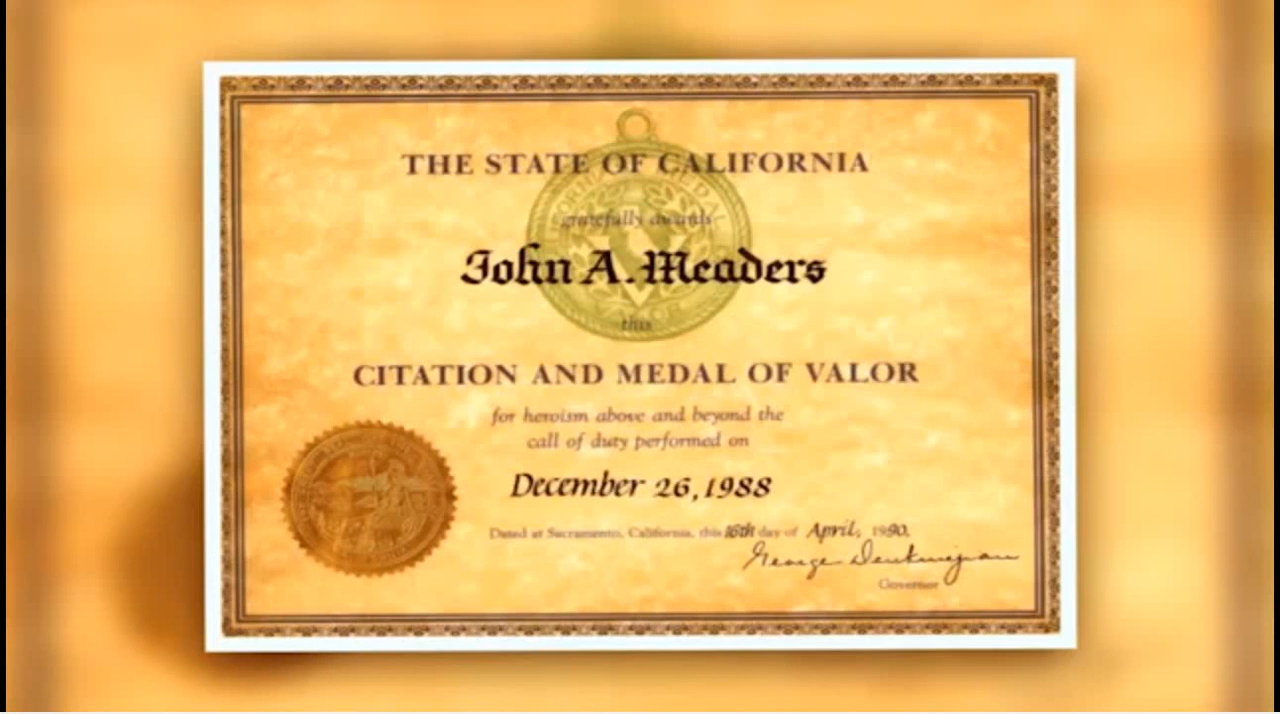 THE STATE OF CALIFORNIA
gratefully awards
John A. Meaders
this
CITATION AND MEDAL OF VALOR
for heroism above and beyond the
call of duty performed on
December 26, 1988
Dated at Sacramento, California, this 16th day of April, 1990.
George Deukmejian
Governor